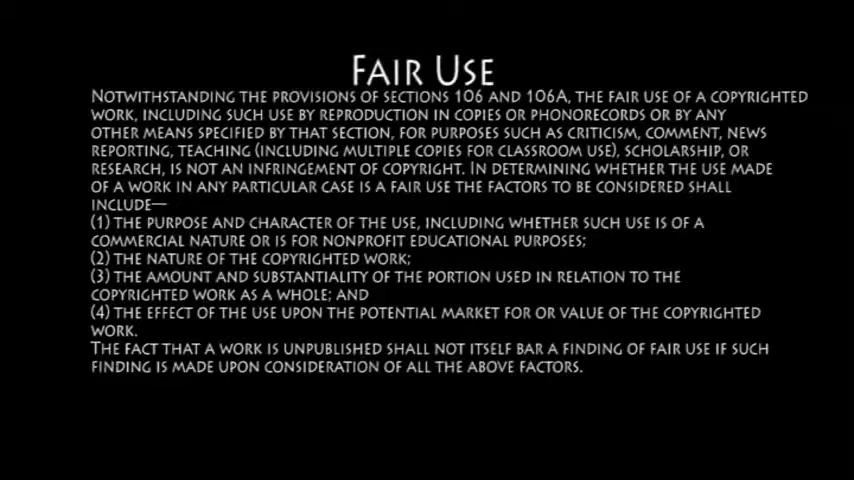 FAIR USE
NOTWITHSTANDING THE PROVISIONS OF SECTIONS 106 AND 106A, THE FAIR USE OF A COPYRIGHTED
WORK, INCLUDING SUCH USE BY REPRODUCTION IN COPIES OR PHONORECORDS OR BY ANY
OTHER MEANS SPECIFIED BY THAT SECTION, FOR PURPOSES SUCH AS CRITICISM, COMMENT, NEWS
REPORTING, TEACHING (INCLUDING MULTIPLE COPIES FOR CLASSROOM USE), SCHOLARSHIP, OR
RESEARCH, IS NOT AN INFRINGEMENT OF COPYRIGHT. IN DETERMINING WHETHER THE USE MADE
OF A WORK IN ANY PARTICULAR CASE IS A FAIR USE THE FACTORS TO BE CONSIDERED SHALL
INCLUDE—
(1) THE PURPOSE AND CHARACTER OF THE USE, INCLUDING WHETHER SUCH USE IS OF A
COMMERCIAL NATURE OR IS FOR NONPROFIT EDUCATIONAL PURPOSES;
(2) THE NATURE OF THE COPYRIGHTED WORK;
(3) THE AMOUNT AND SUBSTANTIALITY OF THE PORTION USED IN RELATION TO THE
COPYRIGHTED WORK AS A WHOLE; AND
(4) THE EFFECT OF THE USE UPON THE POTENTIAL MARKET FOR OR VALUE OF THE COPYRIGHTED
WORK.
THE FACT THAT A WORK IS UNPUBLISHED SHALL NOT ITSELF BAR A FINDING OF FAIR USE IF SUCH
FINDING IS MADE UPON CONSIDERATION OF ALL THE ABOVE FACTORS.